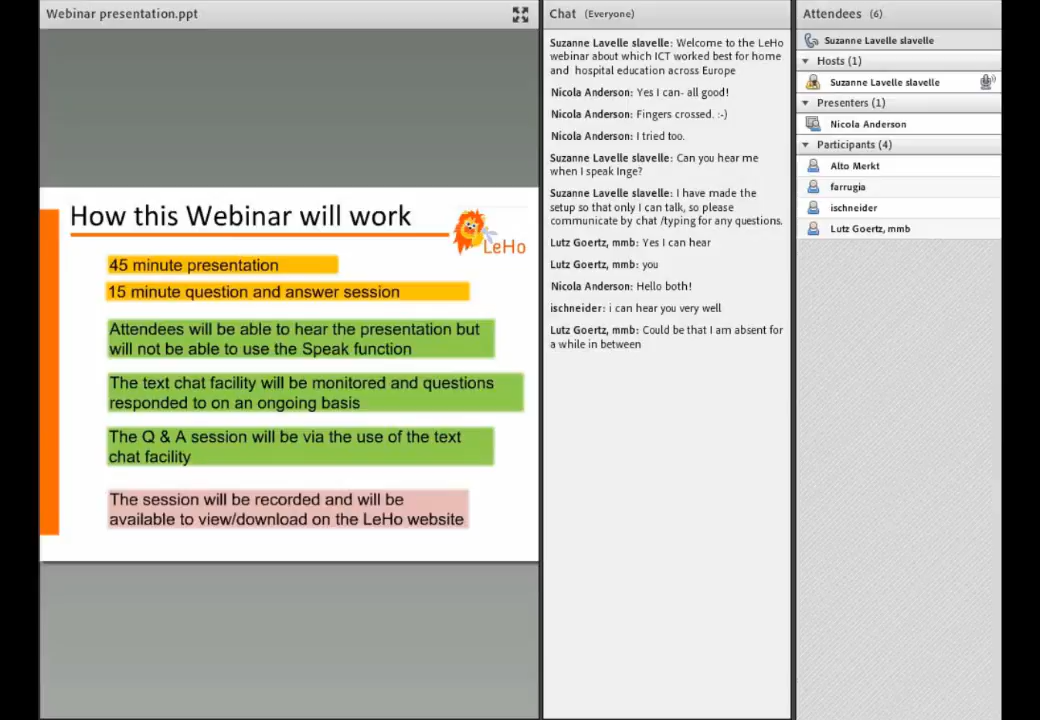 Webinar presentation.ppt
How this Webinar will work
LeHo
45 minute presentation
15 minute question and answer session
Attendees will be able to hear the presentation but
will not be able to use the Speak function
The text chat facility will be monitored and questions
responded to on an ongoing basis
The Q & A session will be via the use of the text
chat facility
The session will be recorded and will be
available to view/download on the LeHo website
Chat (Everyone)
Suzanne Lavelle slavelle: Welcome to the LeHo
webinar about which ICT worked best for home
and hospital education across Europe
Nicola Anderson: Yes I can- all good!
Nicola Anderson: Fingers crossed. :-)
Nicola Anderson: I tried too.
Suzanne Lavelle slavelle: Can you hear me
when I speak Inge?
Suzanne Lavelle slavelle: I have made the
setup so that only I can talk, so please
communicate by chat /typing for any questions.
Lutz Goertz, mmb: Yes I can hear
Lutz Goertz, mmb: you
Nicola Anderson: Hello both!
ischneider: i can hear you very well
Lutz Goertz, mmb: Could be that I am absent for
a while in between
Attendees (6)
Suzanne Lavelle slavelle
Hosts (1)
Suzanne Lavelle slavelle
Presenters (1)
Nicola Anderson
Participants (4)
Alto Merkt
farrugia
ischneider
Lutz Goertz, mmb